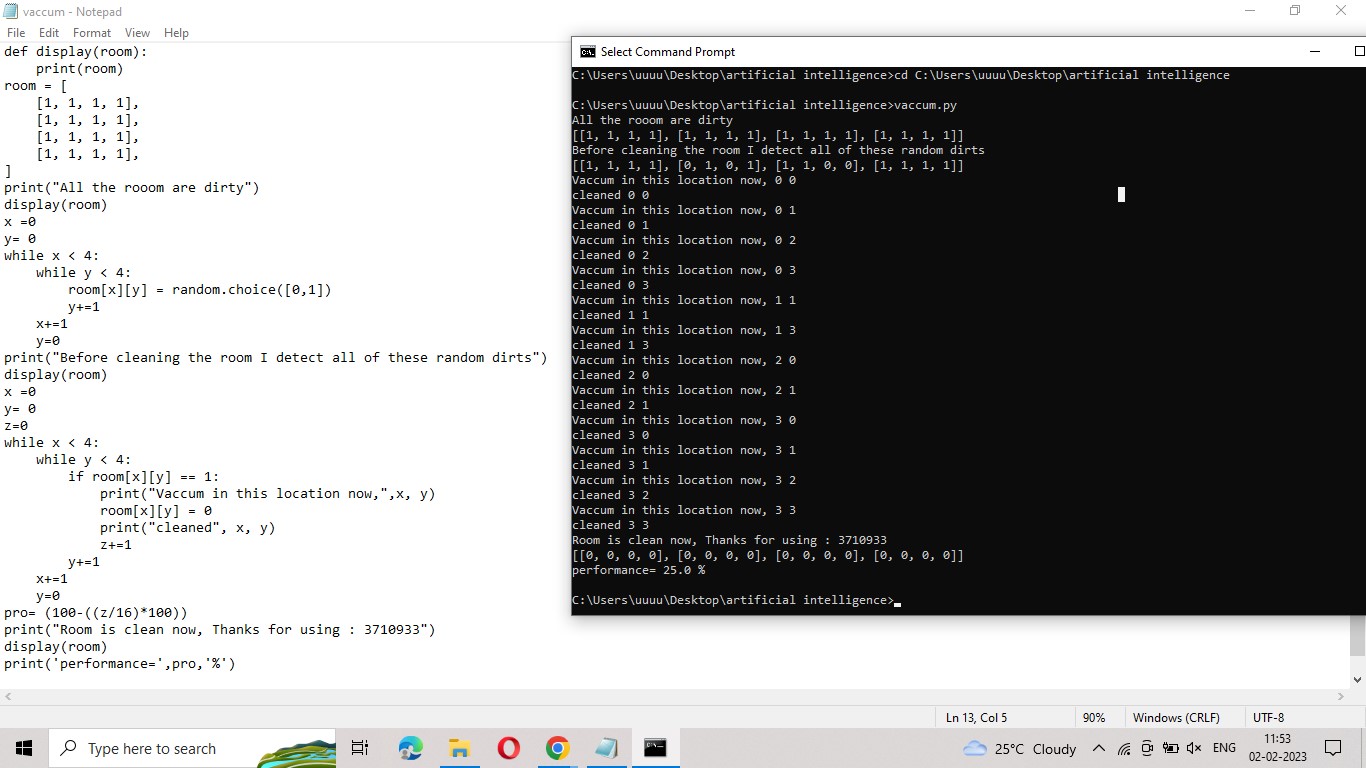 vaccum - Notepad
File Edit Format View Help
def display(room):
    print(room)
room = [
    [1, 1, 1, 1],
    [1, 1, 1, 1],
    [1, 1, 1, 1],
    [1, 1, 1, 1],
]
print("All the rooom are dirty")
display(room)
x =0
y= 0
while x < 4:
    while y < 4:
        room[x][y] = random.choice([0,1])
        y+=1
    x+=1
    y=0
print("Before cleaning the room I detect all of these random dirts")
display(room)
x =0
y= 0
z=0
while x < 4:
    while y < 4:
        if room[x][y] == 1:
            print("Vaccum in this location now,",x, y)
            room[x][y] = 0
            print("cleaned", x, y)
            z+=1
        y+=1
    x+=1
    y=0
pro= (100-((z/16)*100))
print("Room is clean now, Thanks for using : 3710933")
display(room)
print('performance=',pro,'%')
Select Command Prompt
C:\Users\uuuu\Desktop\artificial intelligence>cd C:\Users\uuuu\Desktop\artificial intelligence
C:\Users\uuuu\Desktop\artificial intelligence>vaccum.py
All the rooom are dirty
[[1, 1, 1, 1], [1, 1, 1, 1], [1, 1, 1, 1], [1, 1, 1, 1]]
Before cleaning the room I detect all of these random dirts
[[1, 1, 1, 1], [0, 1, 0, 1], [1, 1, 0, 0], [1, 1, 1, 1]]
Vaccum in this location now, 0 0
cleaned 0 0
Vaccum in this location now, 0 1
cleaned 0 1
Vaccum in this location now, 0 2
cleaned 0 2
Vaccum in this location now, 0 3
cleaned 0 3
Vaccum in this location now, 1 1
cleaned 1 1
Vaccum in this location now, 1 3
cleaned 1 3
Vaccum in this location now, 2 0
cleaned 2 0
Vaccum in this location now, 2 1
cleaned 2 1
Vaccum in this location now, 3 0
cleaned 3 0
Vaccum in this location now, 3 1
cleaned 3 1
Vaccum in this location now, 3 2
cleaned 3 2
Vaccum in this location now, 3 3
cleaned 3 3
Room is clean now, Thanks for using : 3710933
[[0, 0, 0, 0], [0, 0, 0, 0], [0, 0, 0, 0], [0, 0, 0, 0]]
performance= 25.0 %
C:\Users\uuuu\Desktop\artificial intelligence>
Ln 13, Col 5 90% Windows (CRLF) UTF-8
Type here to search
25°C Cloudy
ENG
11:53
02-02-2023